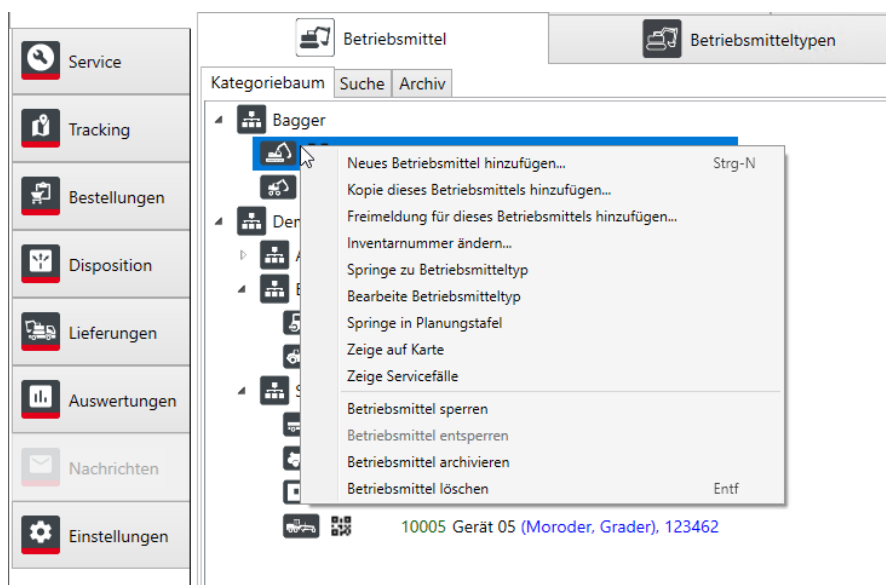 Betriebsmittel
Betriebsmitteltypen
Service
Tracking
Bestellungen
Disposition
Lieferungen
Auswertungen
Nachrichten
Einstellungen
Kategoriebaum
Suche
Archiv
Bagger
Neues Betriebsmittel hinzufügen... Strg-N
Kopie dieses Betriebsmittels hinzufügen...
Freimeldung für dieses Betriebsmittels hinzufügen...
Inventarnummer ändern...
Springe zu Betriebsmitteltyp
Bearbeite Betriebsmitteltyp
Springe in Planungstafel
Zeige auf Karte
Zeige Servicefälle
Betriebsmittel sperren
Betriebsmittel entsperren
Betriebsmittel archivieren
Betriebsmittel löschen Entf
10005 Gerät 05 (Moroder, Grader), 123462